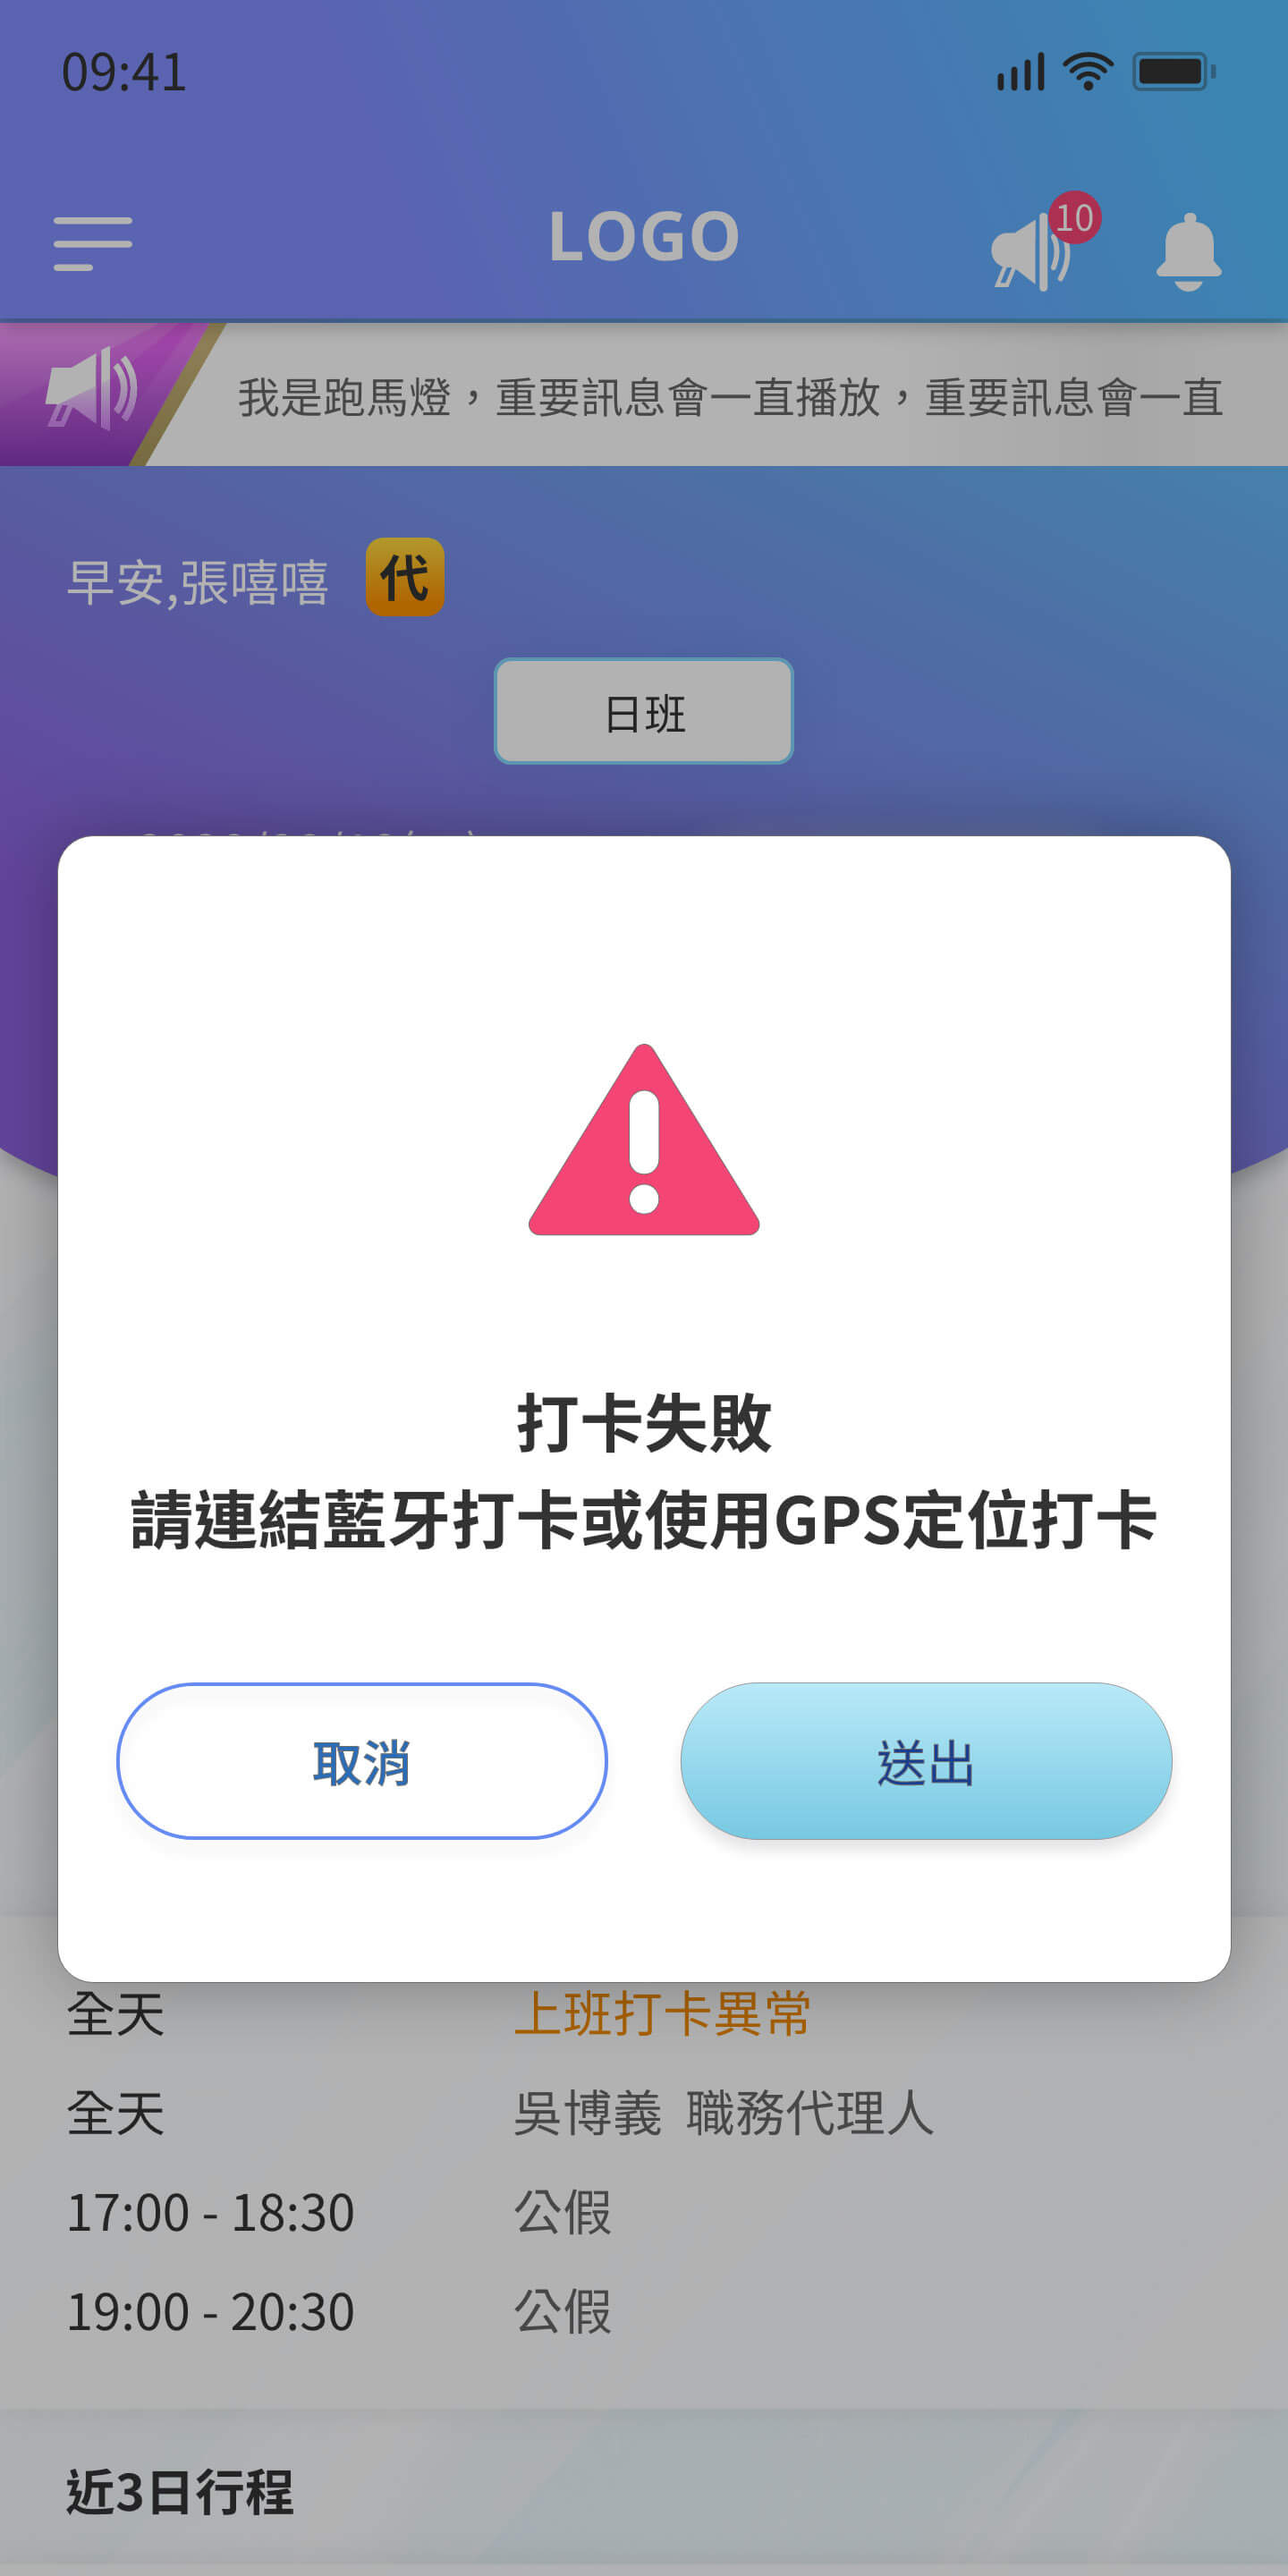 09:41
LOGO
10
我是跑馬燈，重要訊息會一直播放，重要訊息會一直
早安,張嘻嘻 代
日班
打卡失敗
請連結藍牙打卡或使用GPS定位打卡
取消 送出
全天 上班打卡異常
全天 吳博義 職務代理人
17:00 - 18:30 公假
19:00 - 20:30 公假
近3日行程